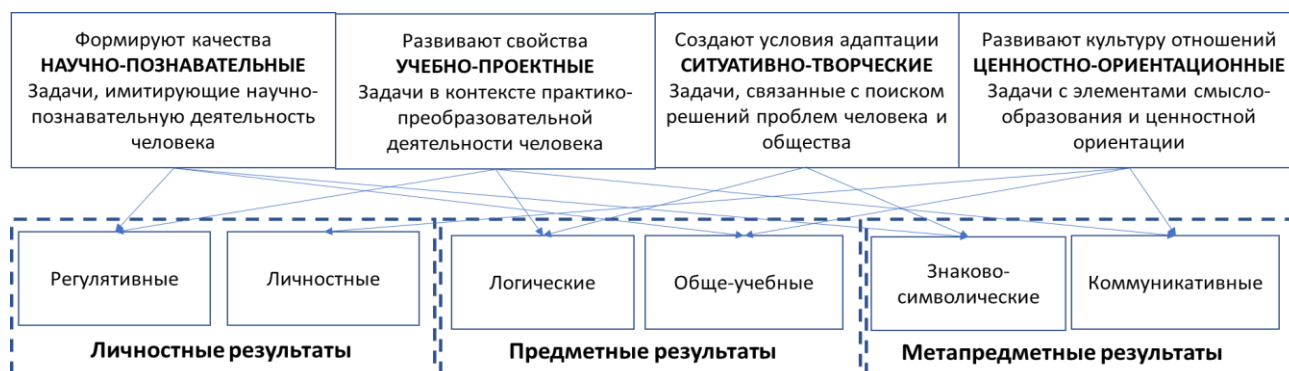 Формируют качества
НАУЧНО-ПОЗНАВАТЕЛЬНЫЕ
Задачи, имитирующие научно-
познавательную деятельность
человека
Развивают свойства
УЧЕБНО-ПРОЕКТНЫЕ
Задачи в контексте практико-
преобразовательной
деятельности человека
Создают условия адаптации
СИТУАТИВНО-ТВОРЧЕСКИЕ
Задачи, связанные с поиском
решений проблем человека и
общества
Развивают культуру отношений
ЦЕННОСТНО-ОРИЕНТАЦИОННЫЕ
Задачи с элементами смысло-
образования и ценностной
ориентации
Регулятивные
Личностные
Логические
Обще-учебные
Знаково-
символические
Коммуникативные
Личностные результаты
Предметные результаты
Метапредметные результаты